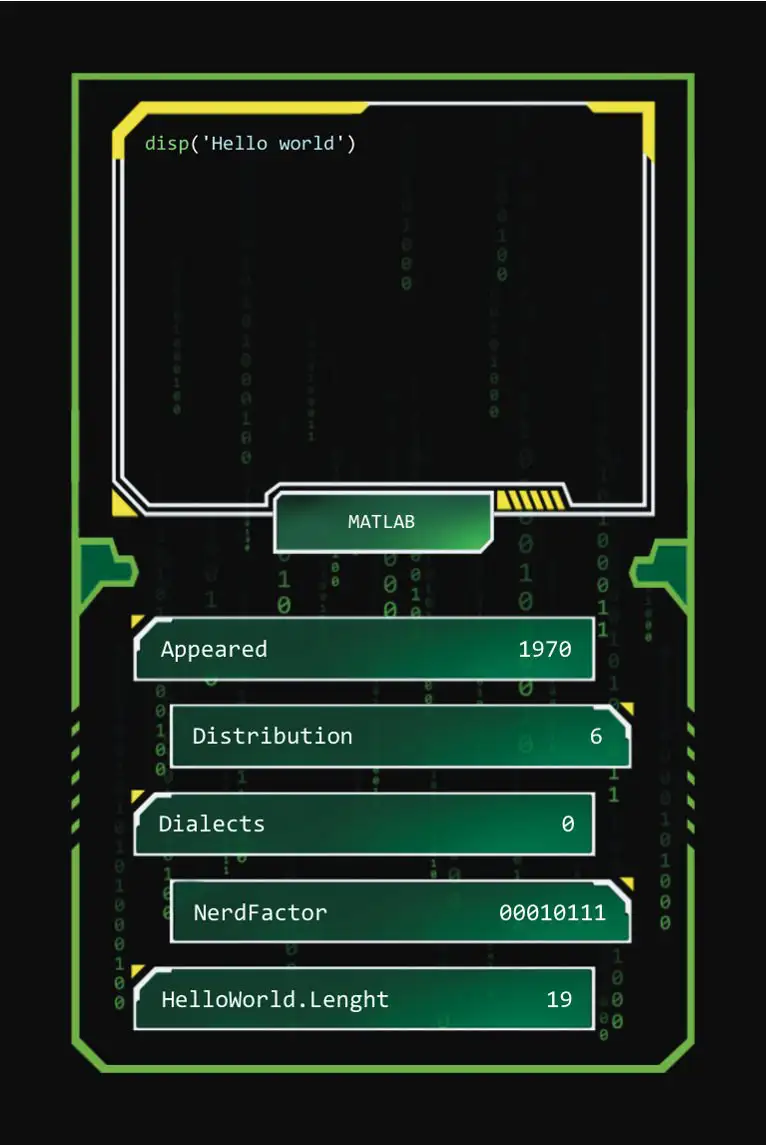 disp('Hello world')
MATLAB
Appeared 1970
Distribution 6
Dialects 0
NerdFactor 00010111
HelloWorld.Lenght 19